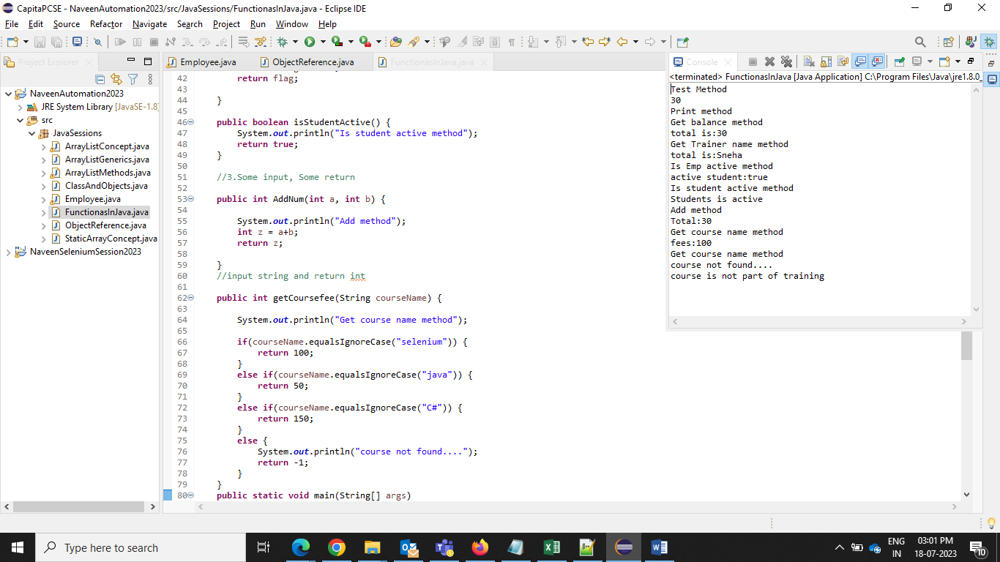 CapitaPCSE - NaveenAutomation2023/src/JavaSessions/FunctionasInJava.java - Eclipse IDE
File Edit Source Refactor Navigate Search Project Run Window Help
Project Explorer
NaveenAutomation2023
JRE System Library [JavaSE-1.8]
src
JavaSessions
ArrayListConcept.java
ArrayListGenerics.java
ArrayListMethods.java
ClassAndObjects.java
Employee.java
FunctionasInJava.java
ObjectReference.java
StaticArrayConcept.java
NaveenSeleniumSession2023
Employee.java ObjectReference.java FunctionasInJava.java
42 return flag;
43
44 }
45
46 public boolean isStudentActive() {
47 System.out.println("Is student active method");
48 return true;
49 }
50
51 //3.Some input, Some return
52
53 public int AddNum(int a, int b) {
54
55 System.out.println("Add method");
56 int z = a+b;
57 return z;
58
59 }
60 //input string and return int
61
62 public int getCoursefee(String courseName) {
63
64 System.out.println("Get course name method");
65
66 if(courseName.equalsIgnoreCase("selenium")) {
67 return 100;
68 }
69 else if(courseName.equalsIgnoreCase("java")) {
70 return 50;
71 }
72 else if(courseName.equalsIgnoreCase("C#")) {
73 return 150;
74 }
75 else {
76 System.out.println("course not found....");
77 return -1;
78 }
79 }
80 public static void main(String[] args)
Console
<terminated> FunctionasInJava [Java Application] C:\Program Files\Java\jre1.8.0_
Test Method
30
Print method
Get balance method
total is:30
Get Trainer name method
total is:Sneha
Is Emp active method
active student:true
Is student active method
Students is active
Add method
Total:30
Get course name method
fees:100
Get course name method
course not found....
course is not part of training
Type here to search
ENG
IN
03:01 PM
18-07-2023
10